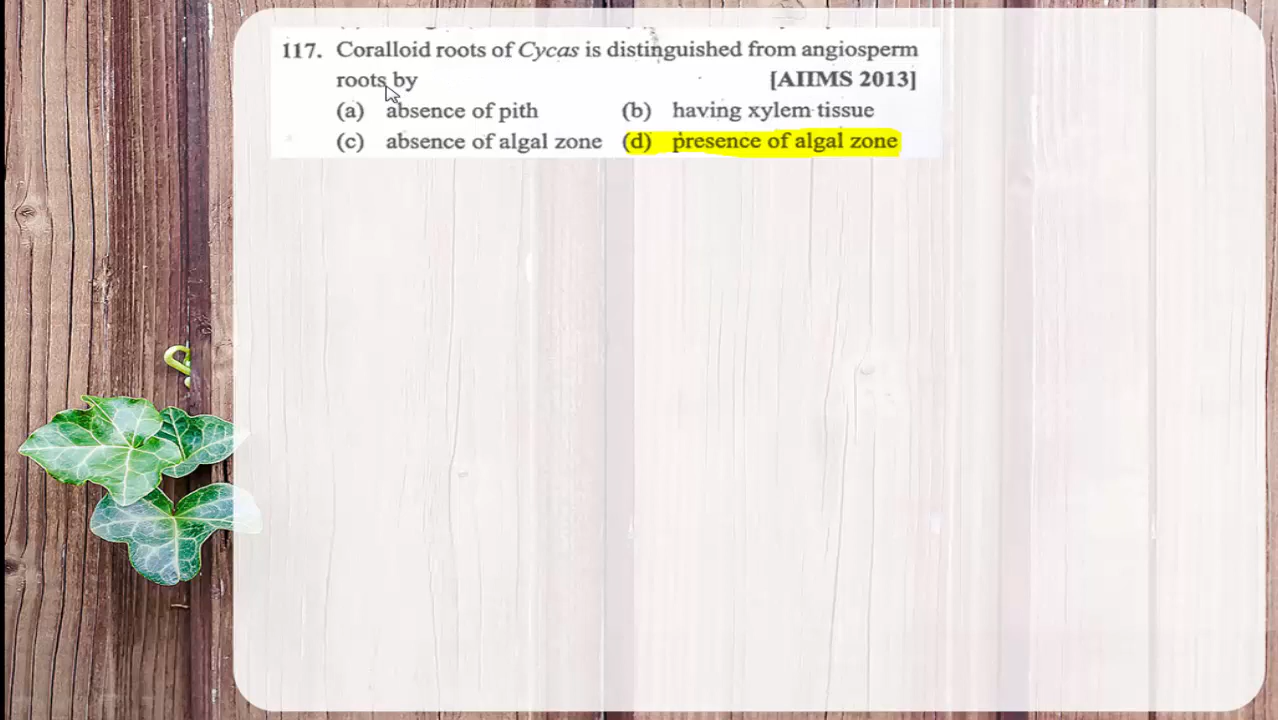 117. Coralloid roots of Cycas is distinguished from angiosperm
roots by [AIIMS 2013]
(a) absence of pith (b) having xylem tissue
(c) absence of algal zone (d) presence of algal zone